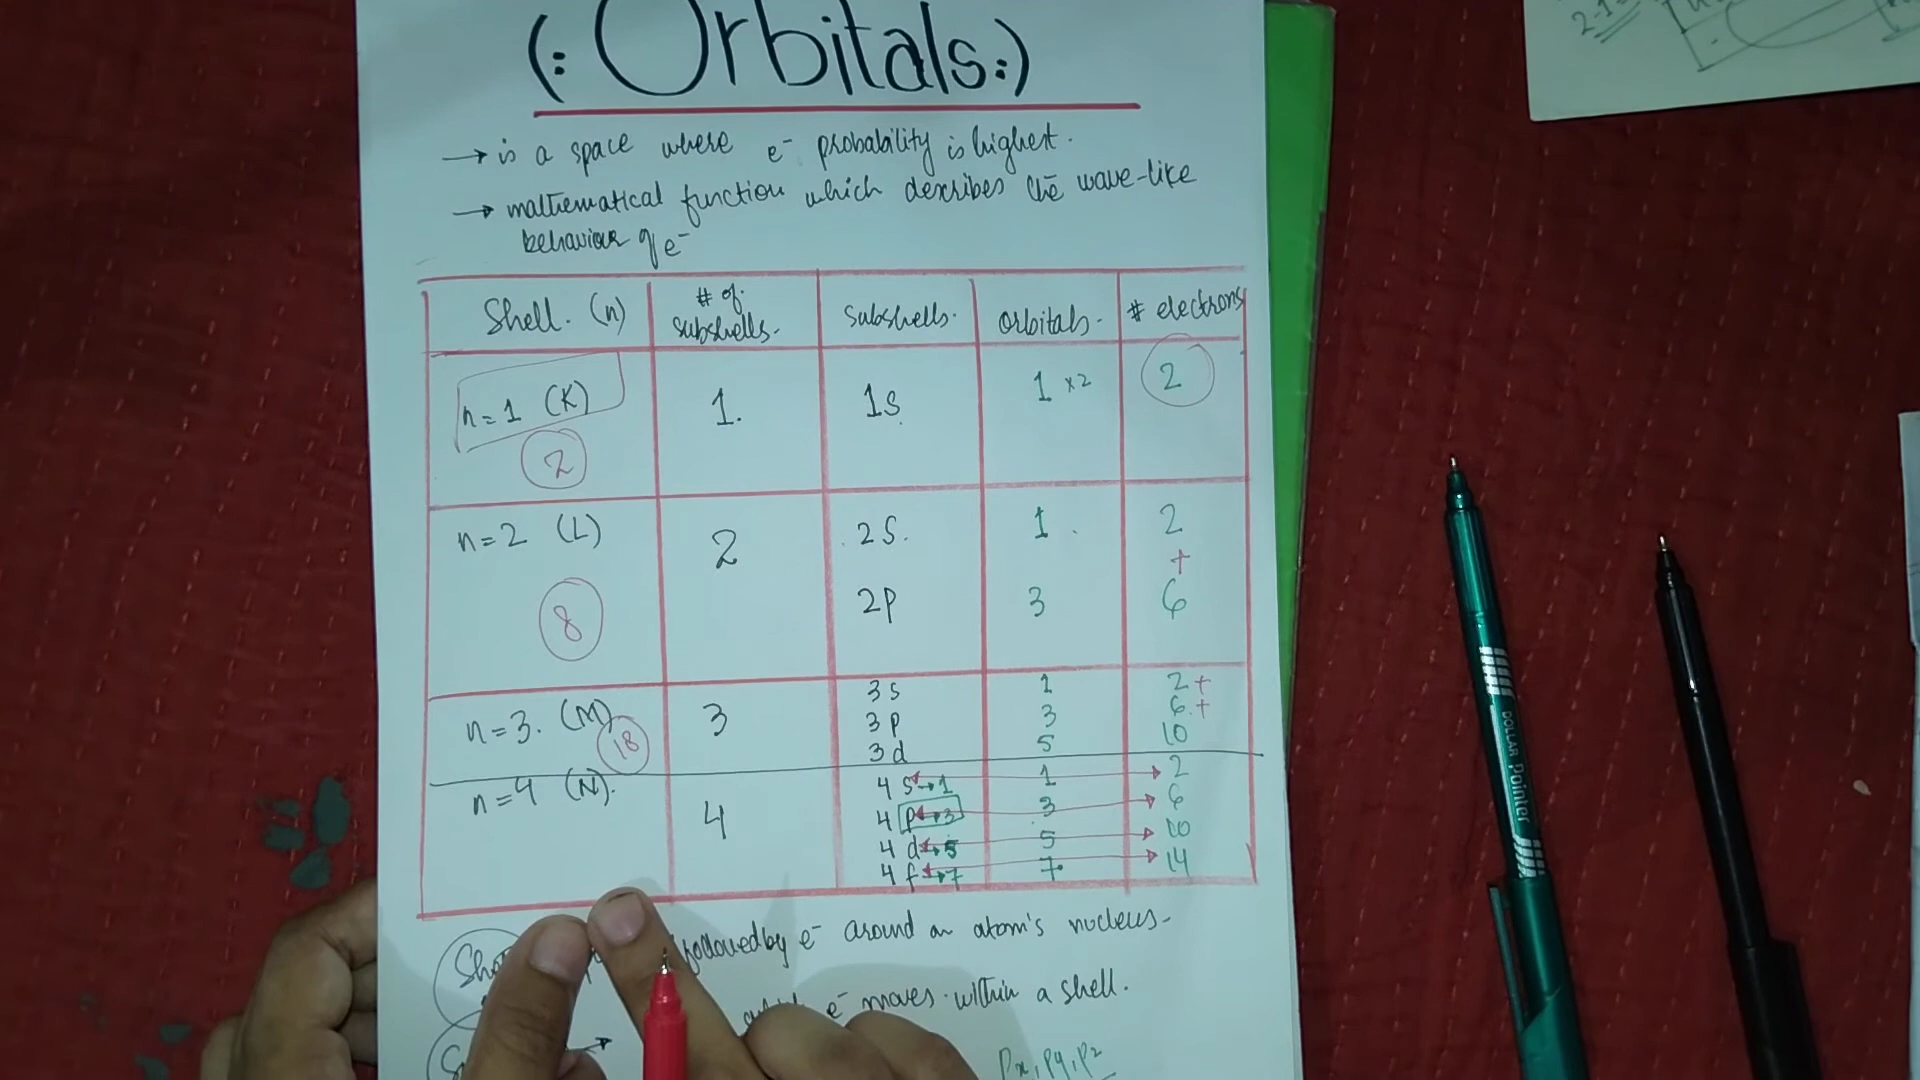 (: Orbitals:)
→ is a space where e⁻ probability is highest.
→ mathematical function which describes the wave-like
behaviour of e⁻
Shell. (n) # of subshells. Subshells. orbitals. # electrons
n=1 (K) 1. 1s 1 ×2 2
2
n=2 (L) 2 2s. 1. 2
+
8 2p 3 6
3s 1 2+
n=3. (M) 3 3p 3 6.+
18 3d 5 10
n=4 (N). 4 4s→1 1 2
4p→3 3 6
4d→5 5 10
4f→7 7 14
followed by e⁻ around an atom's nucleus-
e⁻ moves within a shell.
Px, Py, Pz
DOLLAR Pointer